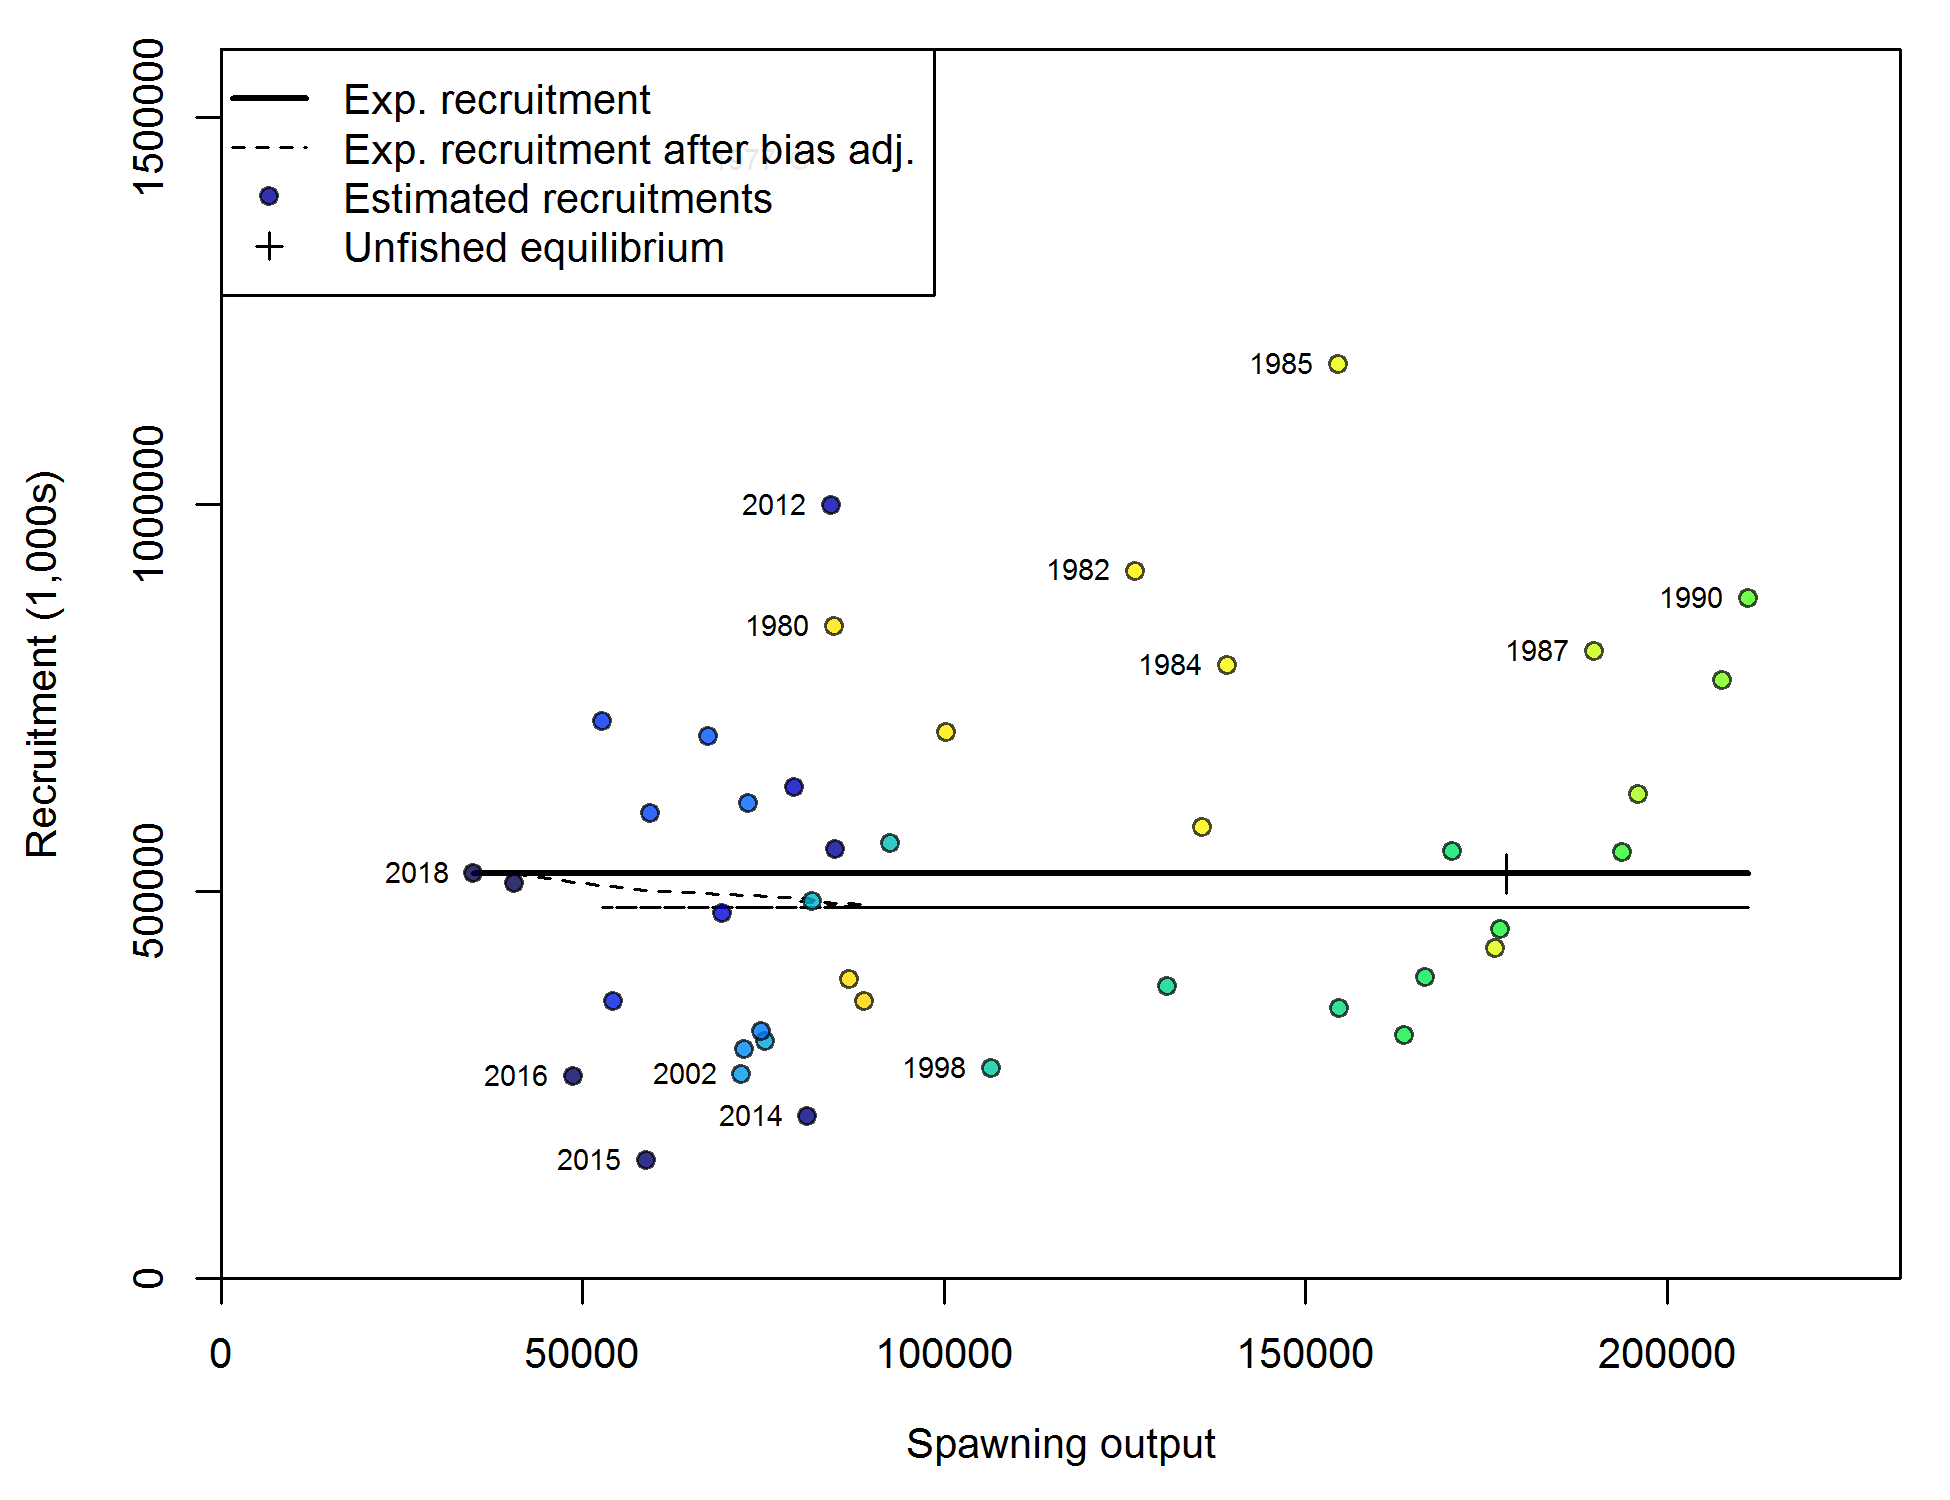 Exp. recruitment
Exp. recruitment after bias adj.
Estimated recruitments
Unfished equilibrium
1985
2012
1982
1990
1980
1987
1984
2018
1998
2002
2016
2014
2015
Recruitment (1,000s)
1500000
1000000
500000
0
0 50000 100000 150000 200000
Spawning output